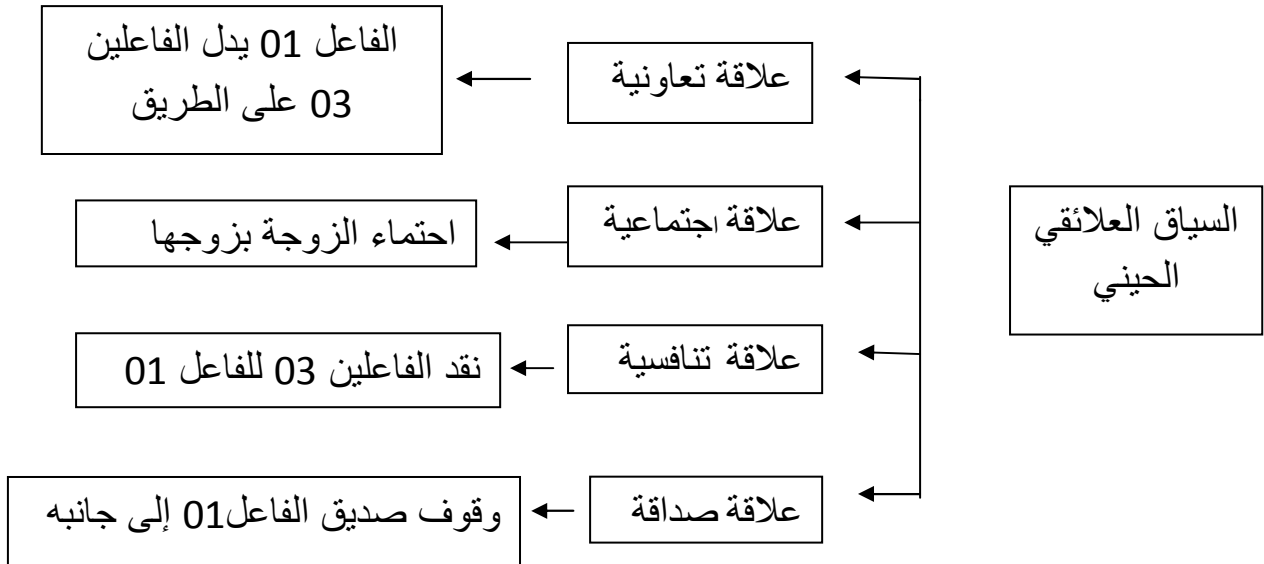 السياق العلائقي
الحيني
علاقة تعاونية
الفاعل 01 يدل الفاعلين
03 على الطريق
علاقة اجتماعية
احتماء الزوجة بزوجها
علاقة تنافسية
نقد الفاعلين 03 للفاعل 01
علاقة صداقة
وقوف صديق الفاعل01 إلى جانبه